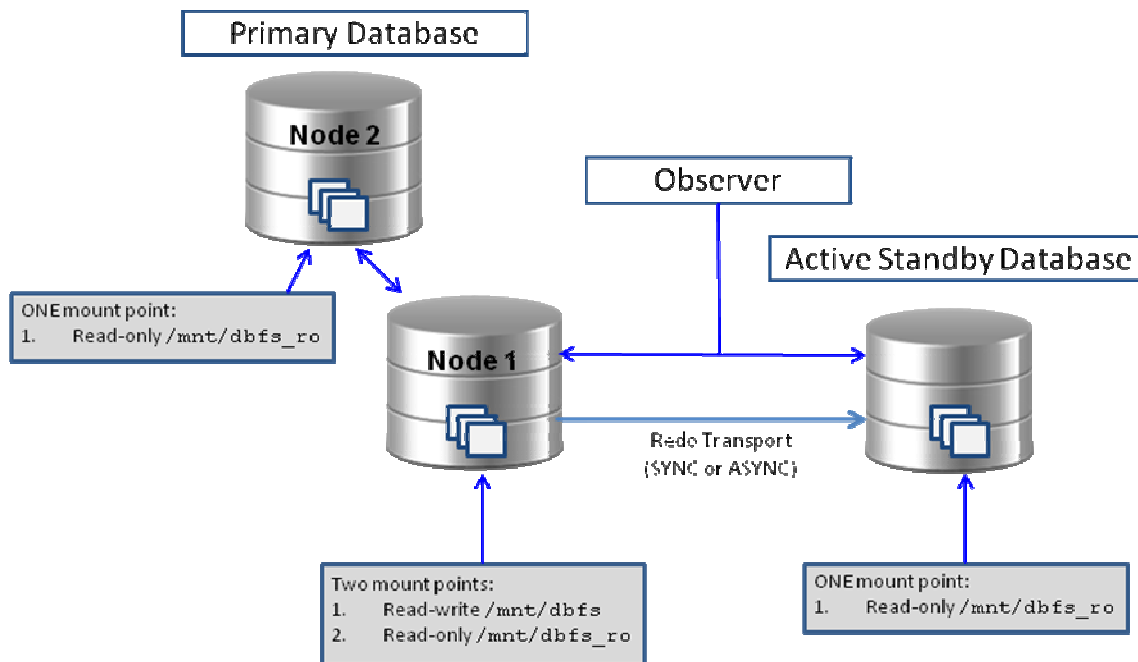 Primary Database
Node 2
Observer
Active Standby Database
ONE mount point:
1. Read-only /mnt/dbfs_ro
Node 1
Redo Transport
(SYNC or ASYNC)
Two mount points:
1. Read-write /mnt/dbfs
2. Read-only /mnt/dbfs_ro
ONE mount point:
1. Read-only /mnt/dbfs_ro